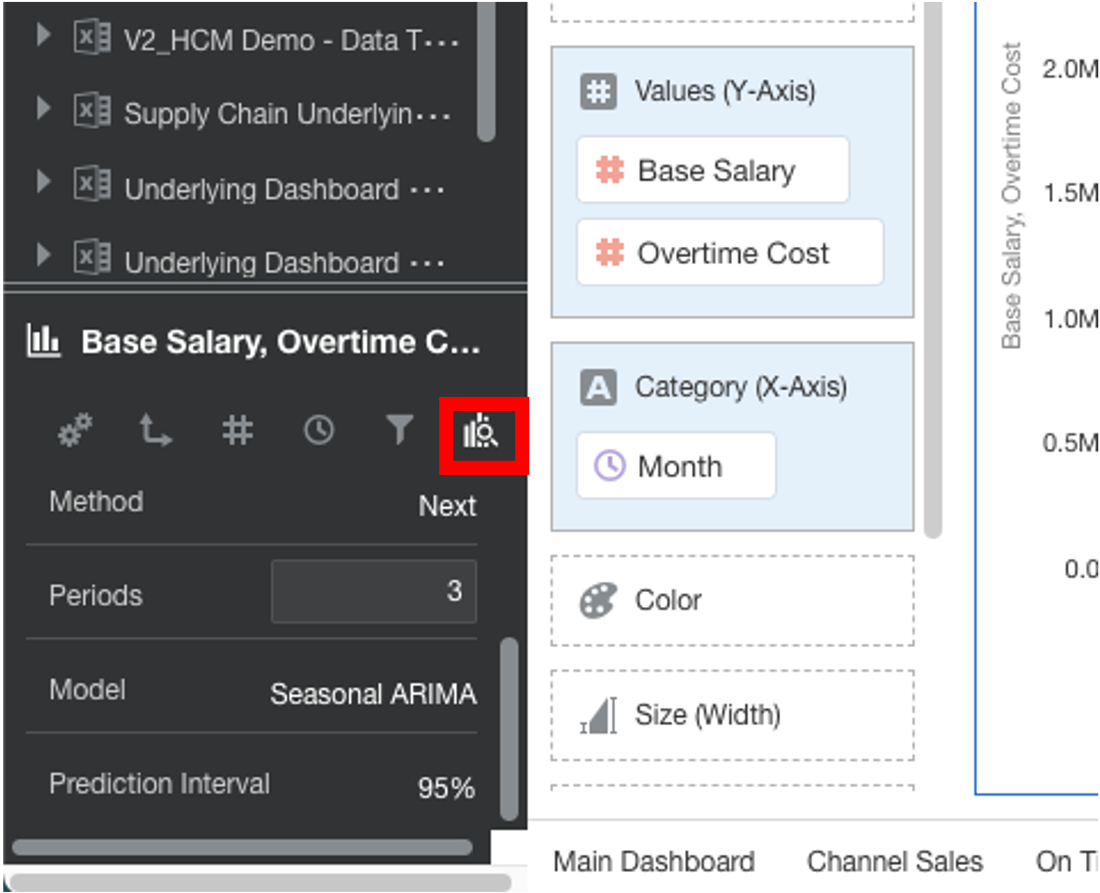 V2_HCM Demo - Data T...
Supply Chain Underlyin...
Underlying Dashboard ...
Underlying Dashboard ...
Base Salary, Overtime C...
Method
Next
Periods
3
Model
Seasonal ARIMA
Prediction Interval
95%
Values (Y-Axis)
Base Salary
Overtime Cost
Category (X-Axis)
A
Month
Color
Size (Width)
Base Salary, Overtime Cost
2.0M
1.5M
1.0M
0.5M
0.0
Main Dashboard
Channel Sales
On Ti